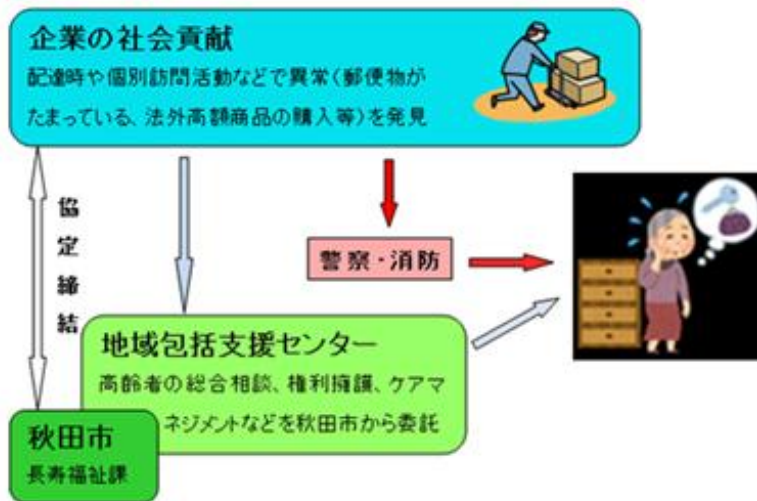 企業の社会貢献
配達時や個別訪問活動などで異常(郵便物が
たまっている、法外高額商品の購入等)を発見
協定締結
警察・消防
地域包括支援センター
高齢者の総合相談、権利擁護、ケアマ
ネジメントなどを秋田市から委託
秋田市
長寿福祉課